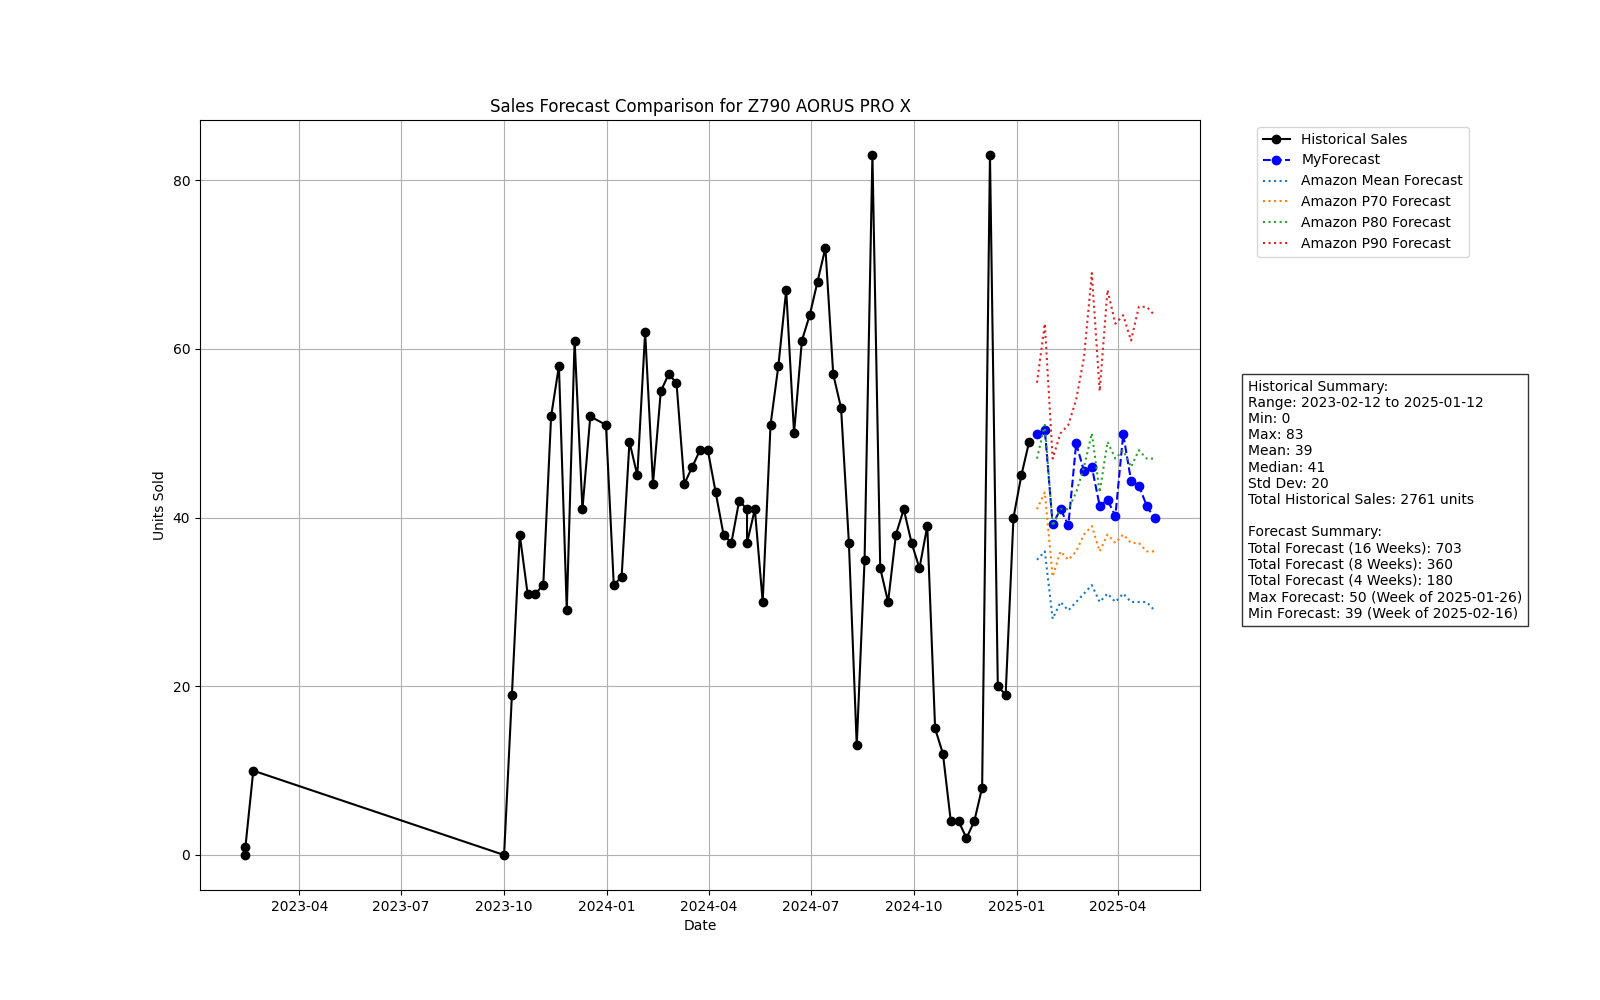 Sales Forecast Comparison for Z790 AORUS PRO X
Units Sold
80
60
40
20
0
2023-04
2023-07
2023-10
2024-01
2024-04
2024-07
2024-10
2025-01
2025-04
Date
Historical Sales
MyForecast
Amazon Mean Forecast
Amazon P70 Forecast
Amazon P80 Forecast
Amazon P90 Forecast
Historical Summary:
Range: 2023-02-12 to 2025-01-12
Min: 0
Max: 83
Mean: 39
Median: 41
Std Dev: 20
Total Historical Sales: 2761 units
Forecast Summary:
Total Forecast (16 Weeks): 703
Total Forecast (8 Weeks): 360
Total Forecast (4 Weeks): 180
Max Forecast: 50 (Week of 2025-01-26)
Min Forecast: 39 (Week of 2025-02-16)